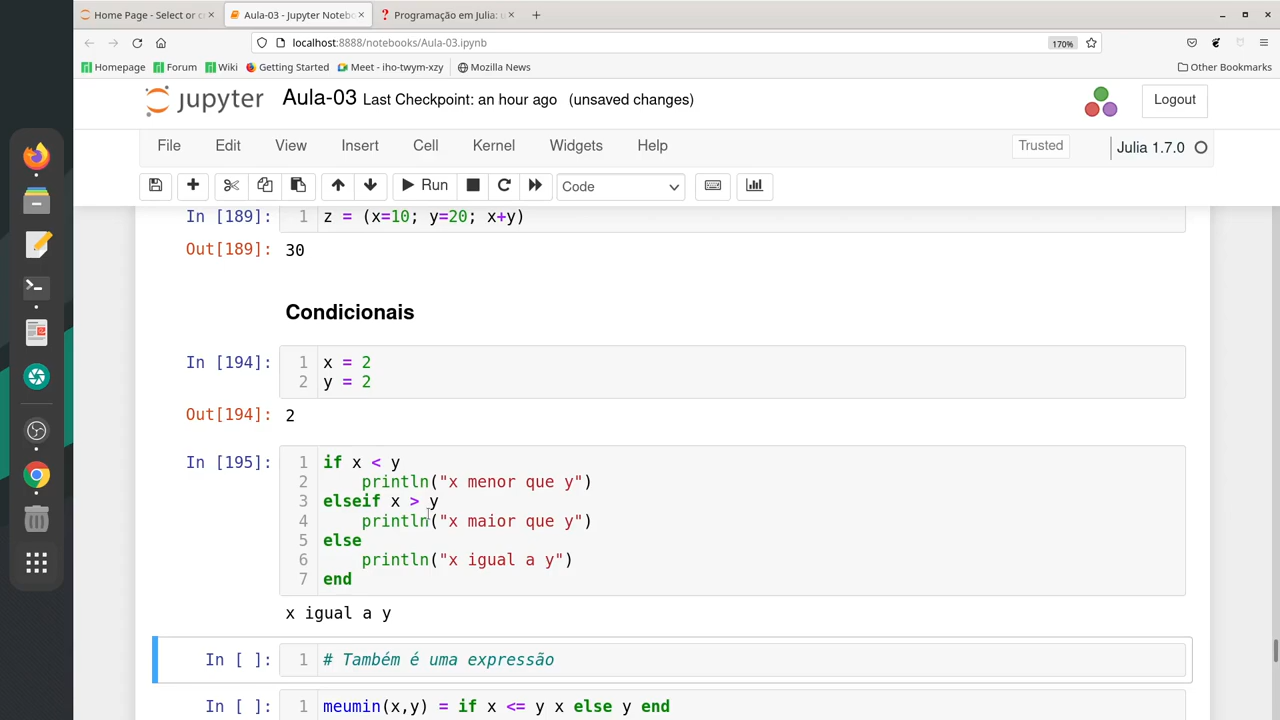 Home Page - Select or c
Aula-03 - Jupyter Notebo
Programação em Julia: u
localhost:8888/notebooks/Aula-03.ipynb
170%
Homepage
Forum
Wiki
Getting Started
Meet - iho-twym-xzy
Mozilla News
Other Bookmarks
jupyter
Aula-03 Last Checkpoint: an hour ago (unsaved changes)
Logout
File Edit View Insert Cell Kernel Widgets Help
Trusted
Julia 1.7.0
Run
Code
In [189]: 1 z = (x=10; y=20; x+y)
Out[189]: 30
Condicionais
In [194]: 1 x = 2
2 y = 2
Out[194]: 2
In [195]: 1 if x < y
2 println("x menor que y")
3 elseif x > y
4 println("x maior que y")
5 else
6 println("x igual a y")
7 end
x igual a y
In [ ]: 1 # Também é uma expressão
In [ ]: 1 meumin(x,y) = if x <= y x else y end